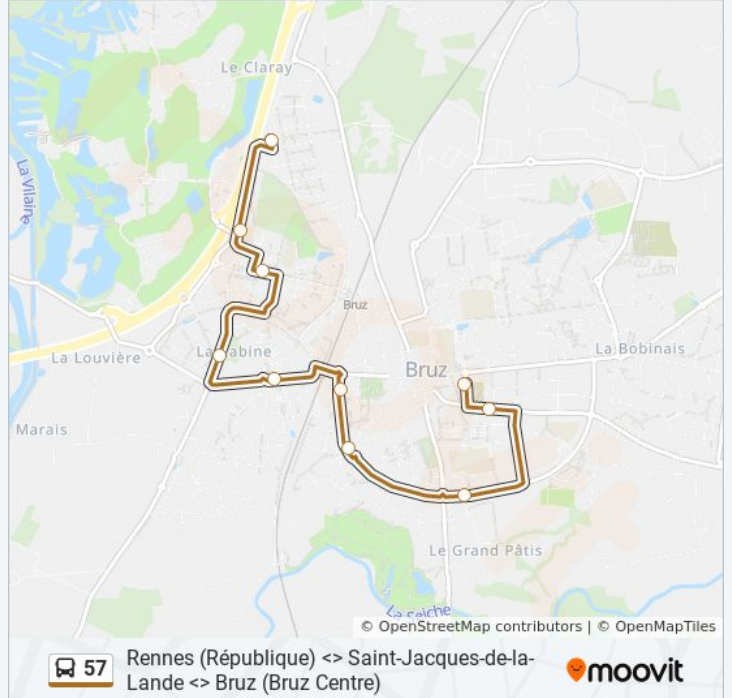 Le Claray
La Vilaine
Bruz
La Louvière
Bruz
La Bobinais
Marais
Le Grand Pâtis
La Seiche
© OpenStreetMap contributors | © OpenMapTiles
57
Rennes (République) <> Saint-Jacques-de-la-
Lande <> Bruz (Bruz Centre)
moovit